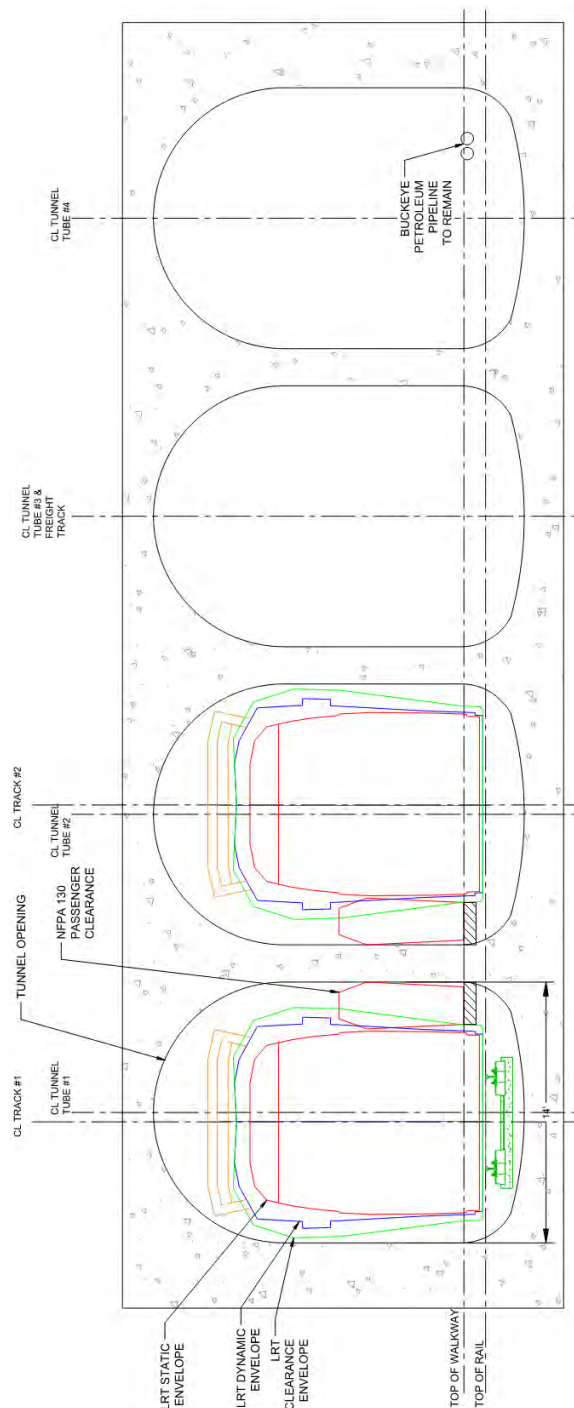 CL TUNNEL
TUBE #4
BUCKEYE
PETROLEUM
PIPELINE
TO REMAIN
CL TUNNEL
TUBE #3 &
FREIGHT
TRACK
CL TRACK #2
CL TUNNEL
TUBE #2
NFPA 130
PASSENGER
CLEARANCE
TUNNEL OPENING
CL TRACK #1
CL TUNNEL
TUBE #1
14'
LRT STATIC
ENVELOPE
LRT DYNAMIC
ENVELOPE
LRT
CLEARANCE
ENVELOPE
TOP OF WALKWAY
TOP OF RAIL